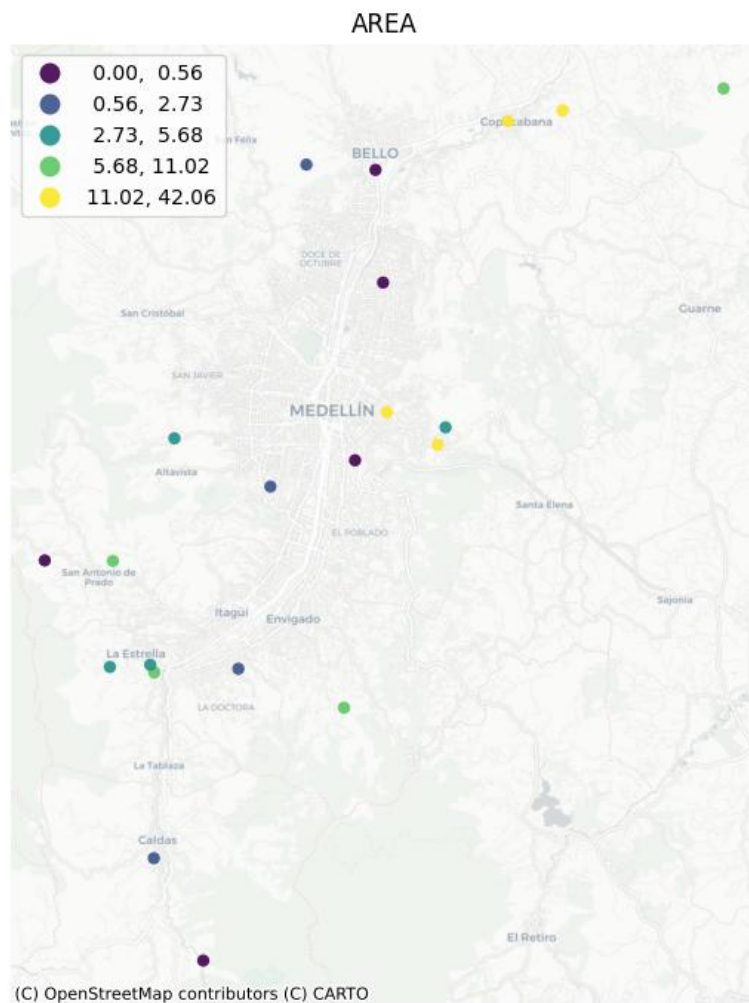 AREA
0.00, 0.56
0.56, 2.73
2.73, 5.68
5.68, 11.02
11.02, 42.06
Copacabana
BELLO
DOCE DE
OCTUBRE
San Cristóbal
Guarne
SAN JAVIER
MEDELLÍN
Altavista
Santa Elena
EL POBLADO
San Antonio de
Prado
Sajonia
Itagüí
Envigado
La Estrella
LA DOCTORA
La Tablaza
Caldas
El Retiro
(C) OpenStreetMap contributors (C) CARTO